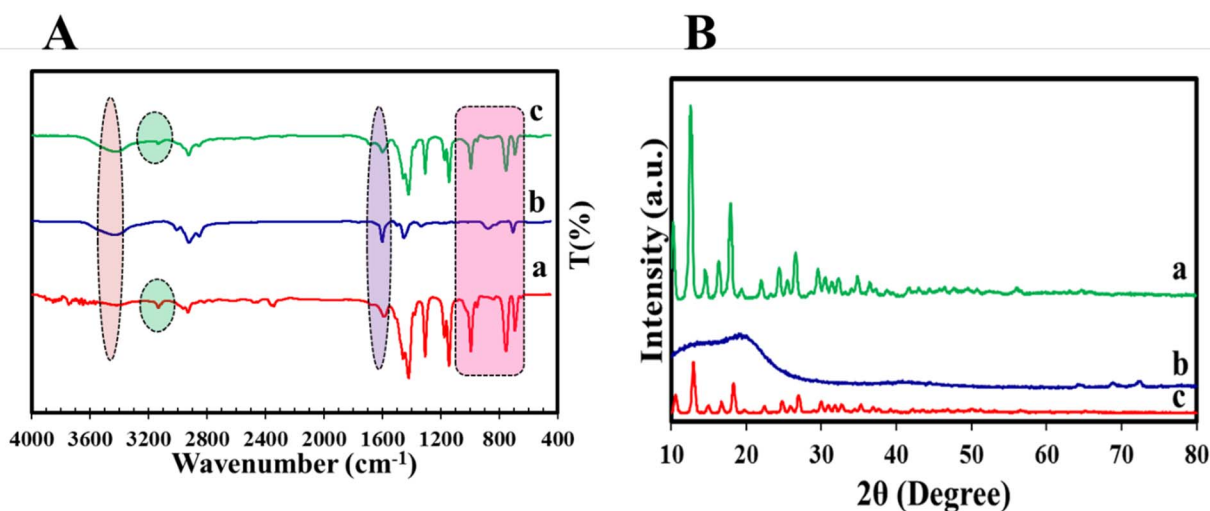 A
c
b
a
T(%)
4000 3600 3200 2800 2400 2000 1600 1200 800 400
Wavenumber (cm-1)
B
Intensity (a.u.)
a
b
c
10 20 30 40 50 60 70 80
2θ (Degree)